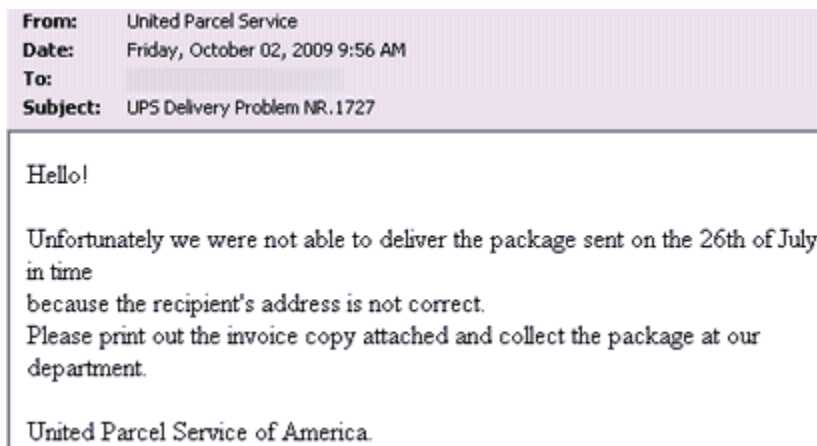 From: United Parcel Service
Date: Friday, October 02, 2009 9:56 AM
To:
Subject: UPS Delivery Problem NR.1727
Hello!
Unfortunately we were not able to deliver the package sent on the 26th of July
in time
because the recipient's address is not correct.
Please print out the invoice copy attached and collect the package at our
department.
United Parcel Service of America.